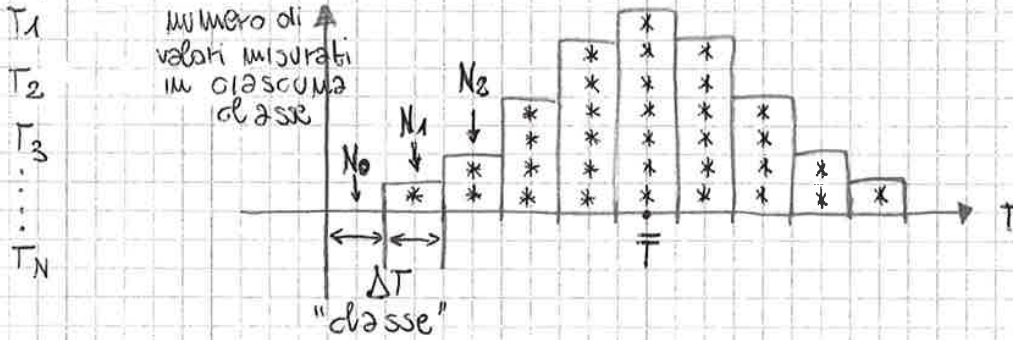 T1
T2
T3
TN
numero di
valori misurati
in ciascuna
classe
N0
N1
N2
ΔT
"classe"
T̿
T